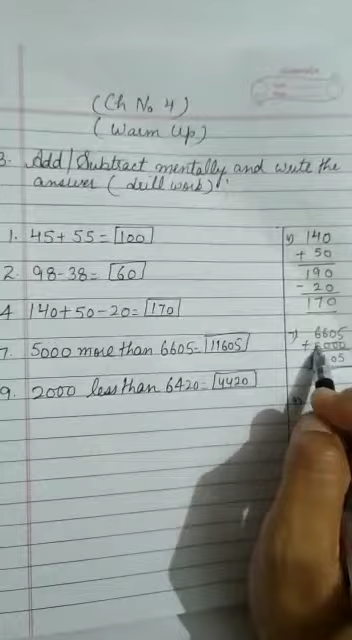 (Ch No 4)
(Warm Up)
3. Add/Subtract mentally and write the
answer (drill work):
1. 45+55=100
2. 98-38=60
4. 140+50-20=170
7. 5000 more than 6605=11605
9. 2000 less than 6420=4420
4) 140
+ 50
190
- 20
170
7) 6605
+5000
05